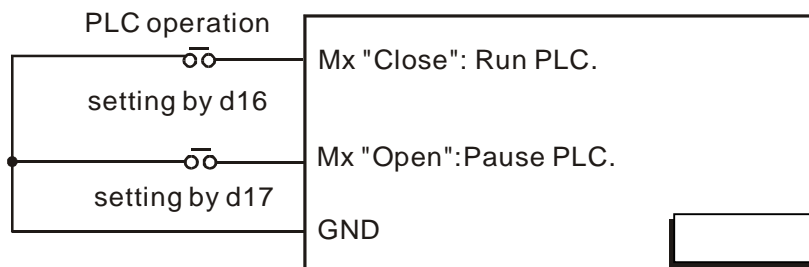 PLC operation
Mx "Close": Run PLC.
setting by d16
Mx "Open":Pause PLC.
setting by d17
GND